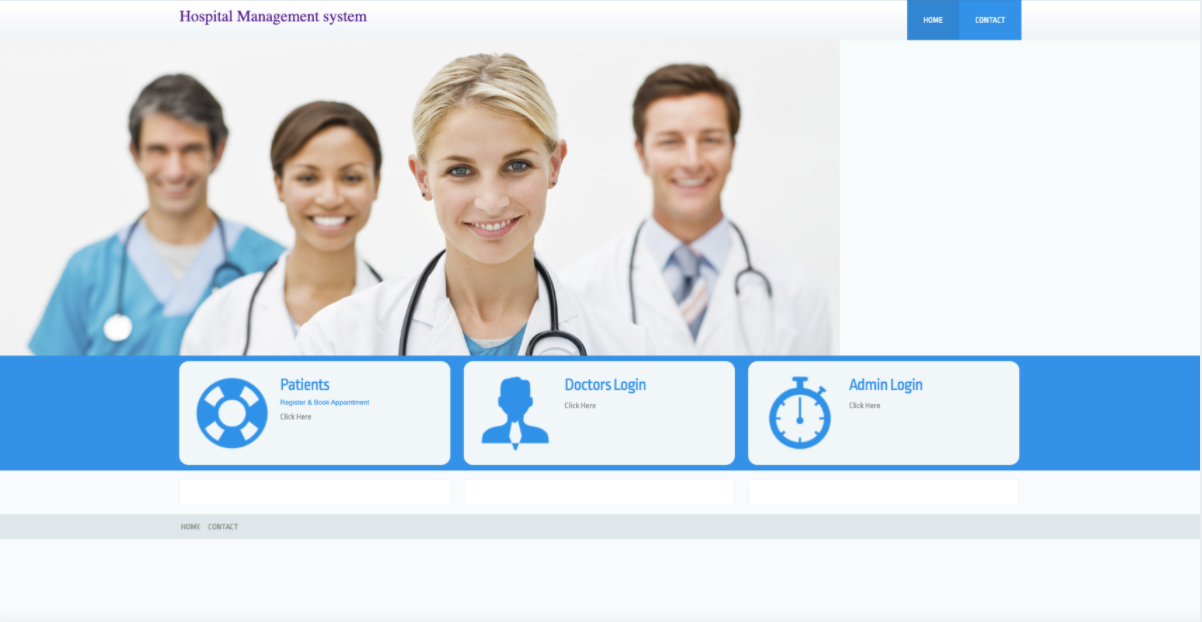 Hospital Management system
HOME CONTACT
Patients
Register & Book Appointment
Click Here
Doctors Login
Click Here
Admin Login
Click Here
HOME CONTACT